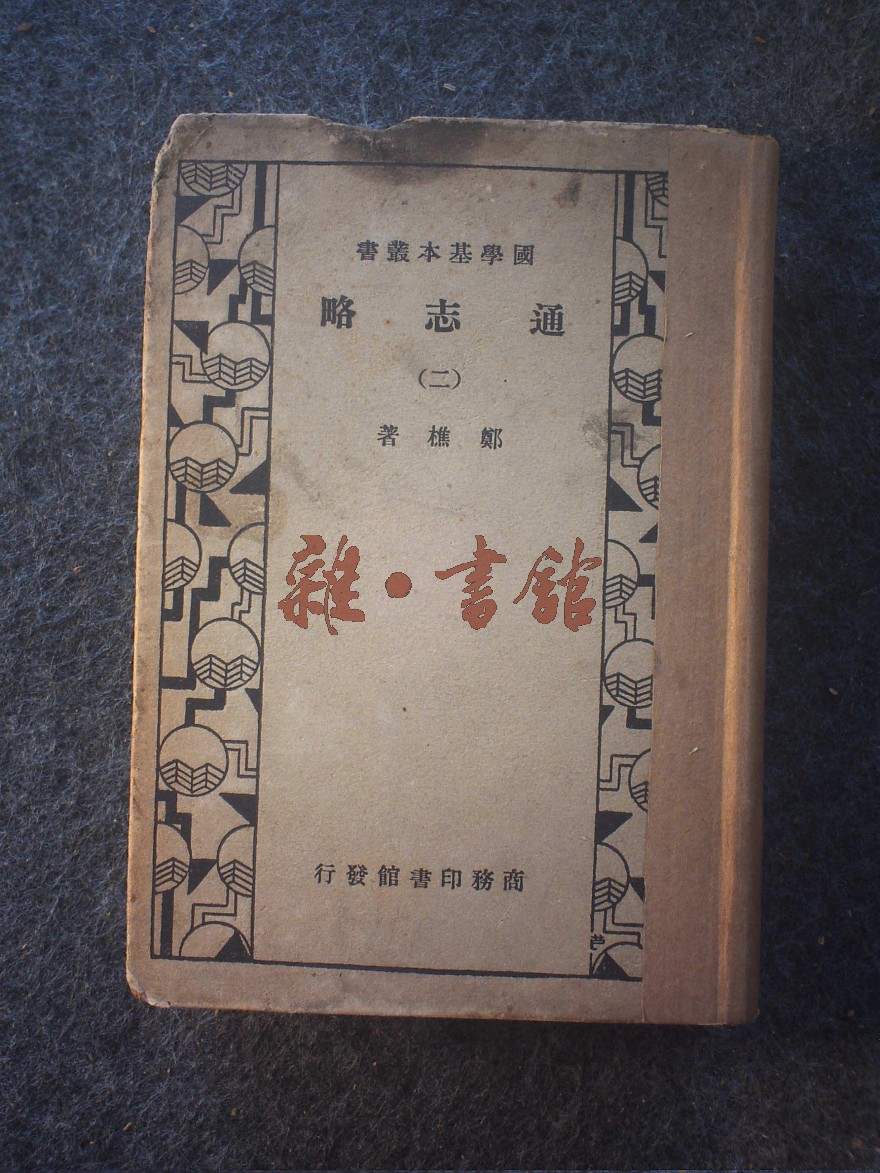 國學基本叢書
通志略
(二)
鄭樵著
雜·書館
商務印書館發行